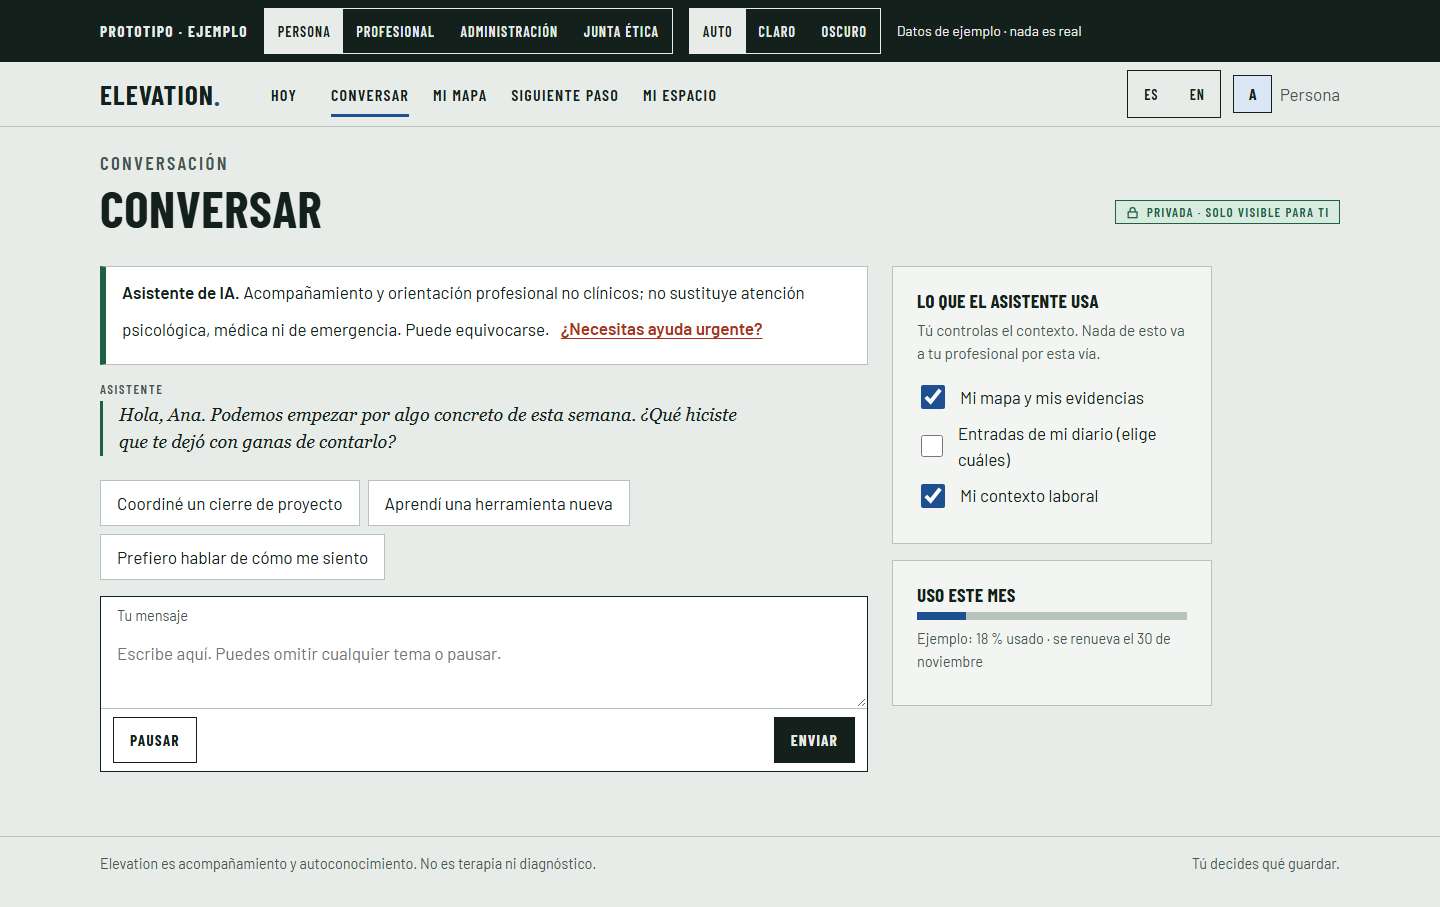 PROTOTIPO · EJEMPLO
PERSONA PROFESIONAL ADMINISTRACIÓN JUNTA ÉTICA
AUTO CLARO OSCURO
Datos de ejemplo · nada es real
ELEVATION.
HOY CONVERSAR MI MAPA SIGUIENTE PASO MI ESPACIO
ES EN
A Persona
CONVERSACIÓN
CONVERSAR
PRIVADA · SOLO VISIBLE PARA TI
Asistente de IA. Acompañamiento y orientación profesional no clínicos; no sustituye atención
psicológica, médica ni de emergencia. Puede equivocarse. ¿Necesitas ayuda urgente?
ASISTENTE
Hola, Ana. Podemos empezar por algo concreto de esta semana. ¿Qué hiciste
que te dejó con ganas de contarlo?
Coordiné un cierre de proyecto
Aprendí una herramienta nueva
Prefiero hablar de cómo me siento
Tu mensaje
Escribe aquí. Puedes omitir cualquier tema o pausar.
PAUSAR
ENVIAR
LO QUE EL ASISTENTE USA
Tú controlas el contexto. Nada de esto va
a tu profesional por esta vía.
Mi mapa y mis evidencias
Entradas de mi diario (elige
cuáles)
Mi contexto laboral
USO ESTE MES
Ejemplo: 18 % usado · se renueva el 30 de
noviembre
Elevation es acompañamiento y autoconocimiento. No es terapia ni diagnóstico.
Tú decides qué guardar.